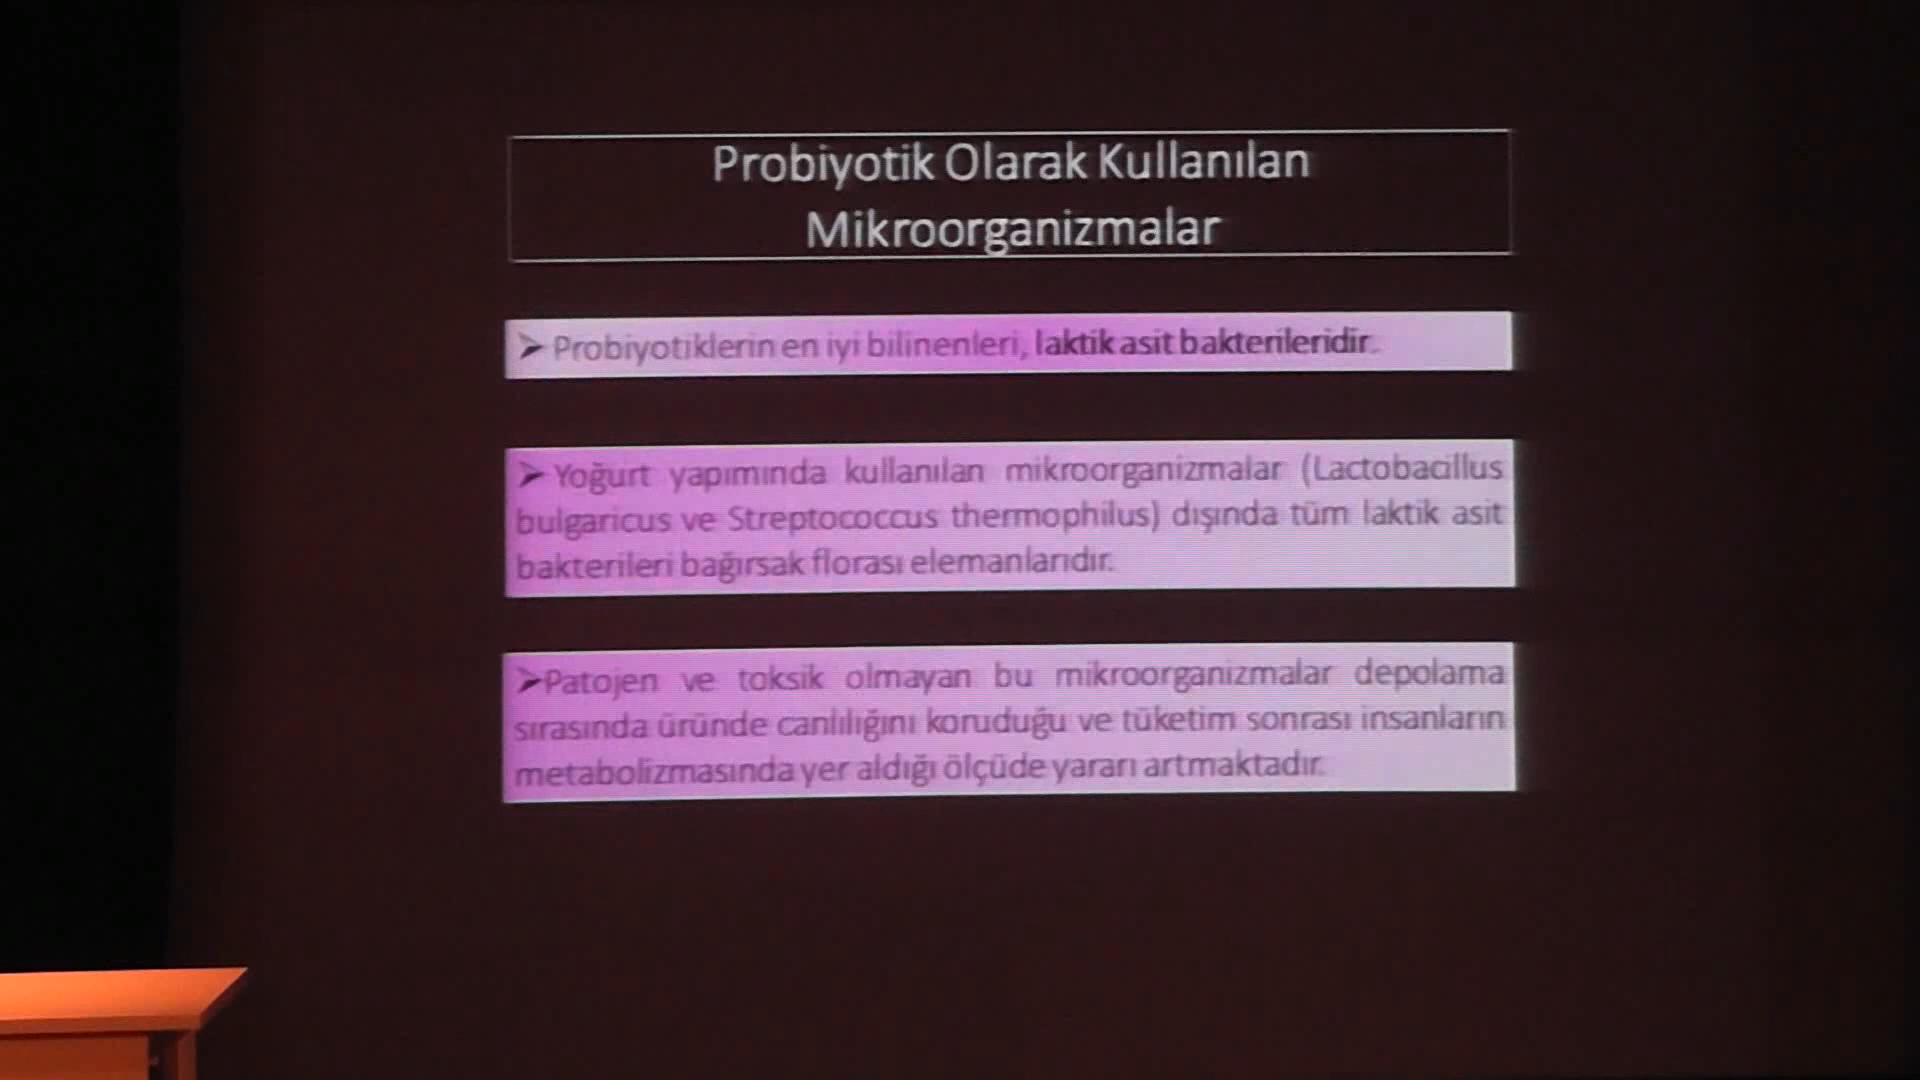 Probiyotik Olarak Kullanılan
Mikroorganizmalar
➤ Probiyotiklerin en iyi bilinenleri, laktik asit bakterileridir.
➤ Yoğurt yapımında kullanılan mikroorganizmalar (Lactobacillus
bulgaricus ve Streptococcus thermophilus) dışında tüm laktik asit
bakterileri bağırsak florası elemanlarıdır.
➤Patojen ve toksik olmayan bu mikroorganizmalar depolama
sırasında üründe canlılığını koruduğu ve tüketim sonrası insanların
metabolizmasında yer aldığı ölçüde yararı artmaktadır.